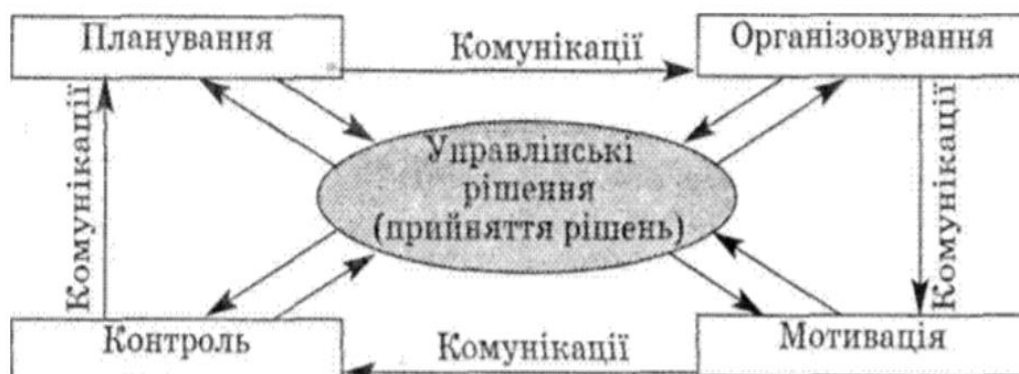 Планування
Комунікації
Організовування
Комунікації
Управлінські
рішення
(прийняття рішень)
Комунікації
Контроль
Комунікації
Мотивація